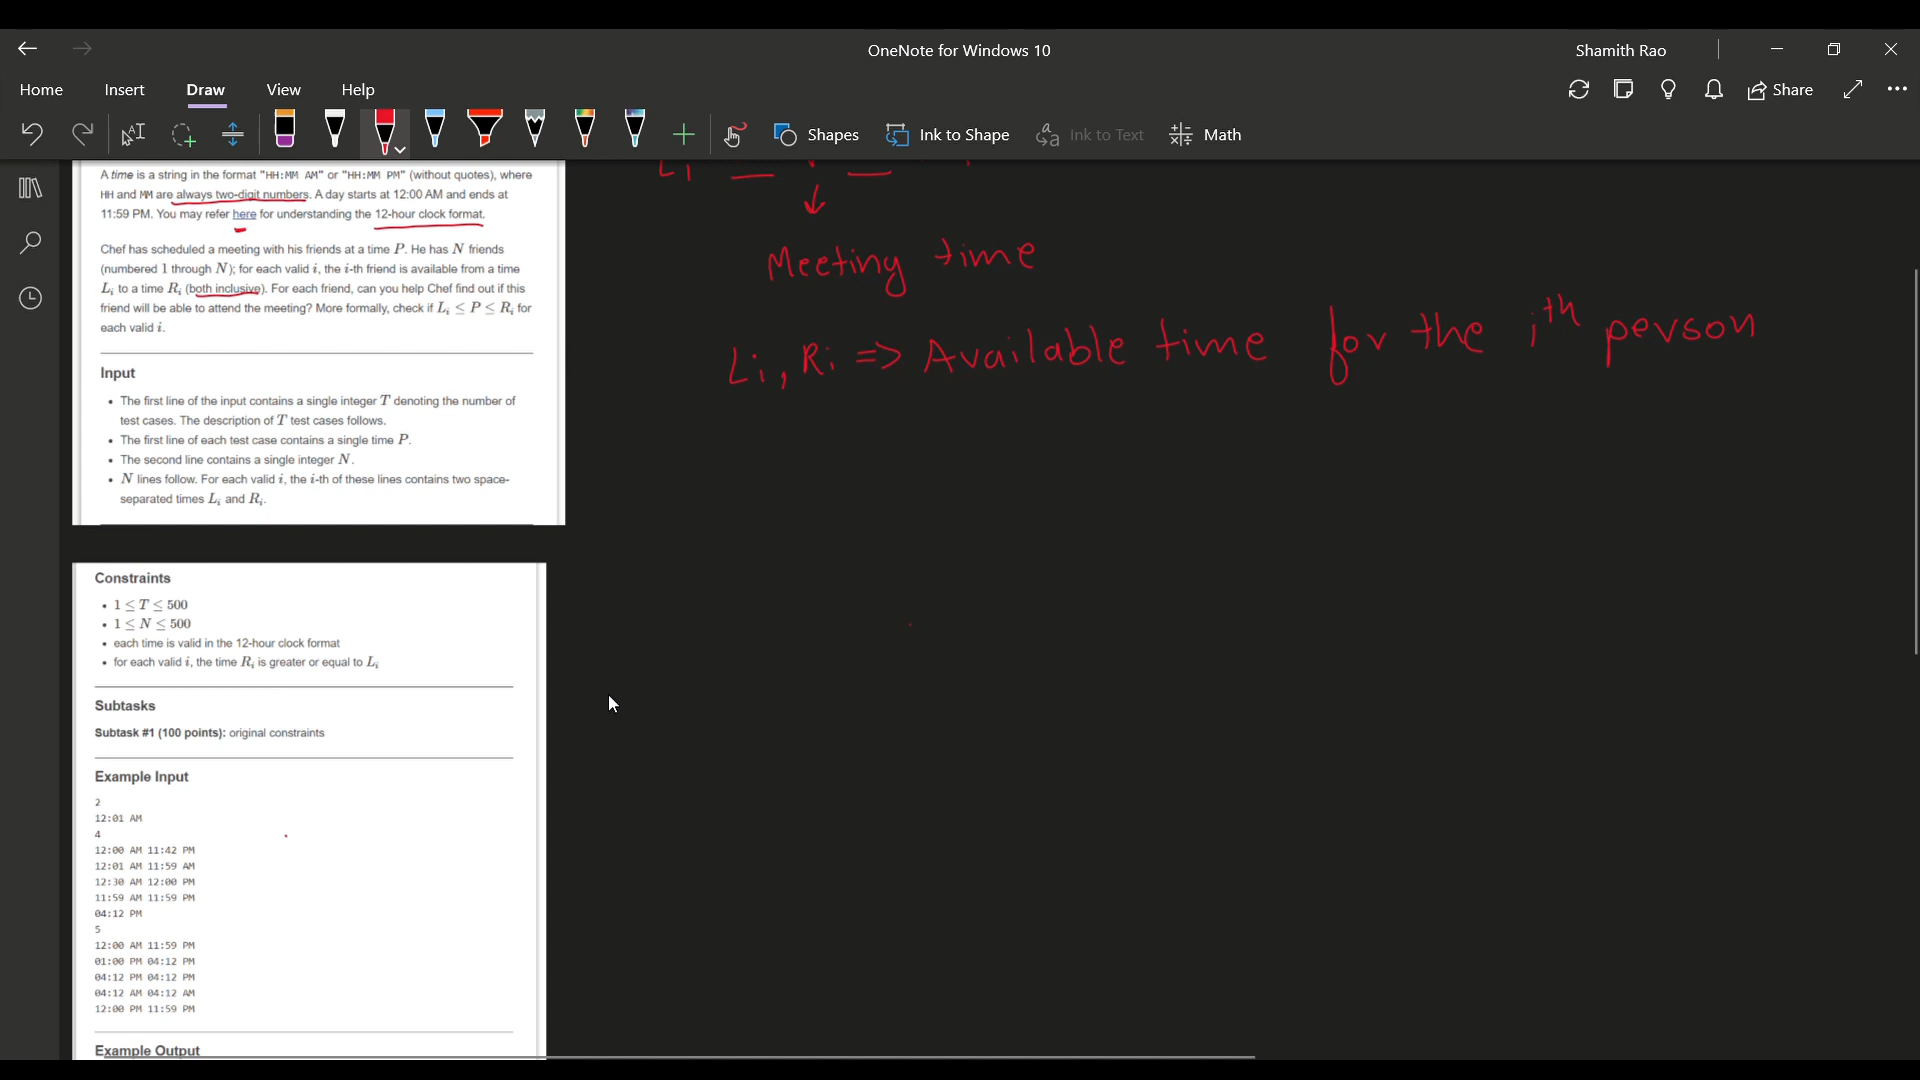 OneNote for Windows 10
Shamith Rao
Home Insert Draw View Help
Share
Shapes Ink to Shape Ink to Text Math
A time is a string in the format "HH:MM AM" or "HH:MM PM" (without quotes), where
HH and MM are always two-digit numbers. A day starts at 12:00 AM and ends at
11:59 PM. You may refer here for understanding the 12-hour clock format.
Chef has scheduled a meeting with his friends at a time P. He has N friends
(numbered 1 through N); for each valid i, the i-th friend is available from a time
Li to a time Ri (both inclusive). For each friend, can you help Chef find out if this
friend will be able to attend the meeting? More formally, check if Li ≤ P ≤ Ri for
each valid i.
Input
• The first line of the input contains a single integer T denoting the number of
test cases. The description of T test cases follows.
• The first line of each test case contains a single time P.
• The second line contains a single integer N.
• N lines follow. For each valid i, the i-th of these lines contains two space-
separated times Li and Ri.
Meeting time
Li, Ri => Available time for the ith person
Constraints
• 1 ≤ T ≤ 500
• 1 ≤ N ≤ 500
• each time is valid in the 12-hour clock format
• for each valid i, the time Ri is greater or equal to Li
Subtasks
Subtask #1 (100 points): original constraints
Example Input
2
12:01 AM
4
12:00 AM 11:42 PM
12:01 AM 11:59 AM
12:30 AM 12:00 PM
11:59 AM 11:59 PM
04:12 PM
5
12:00 AM 11:59 PM
01:00 PM 04:12 PM
04:12 PM 04:12 PM
04:12 AM 04:12 AM
12:00 PM 11:59 PM
Example Output